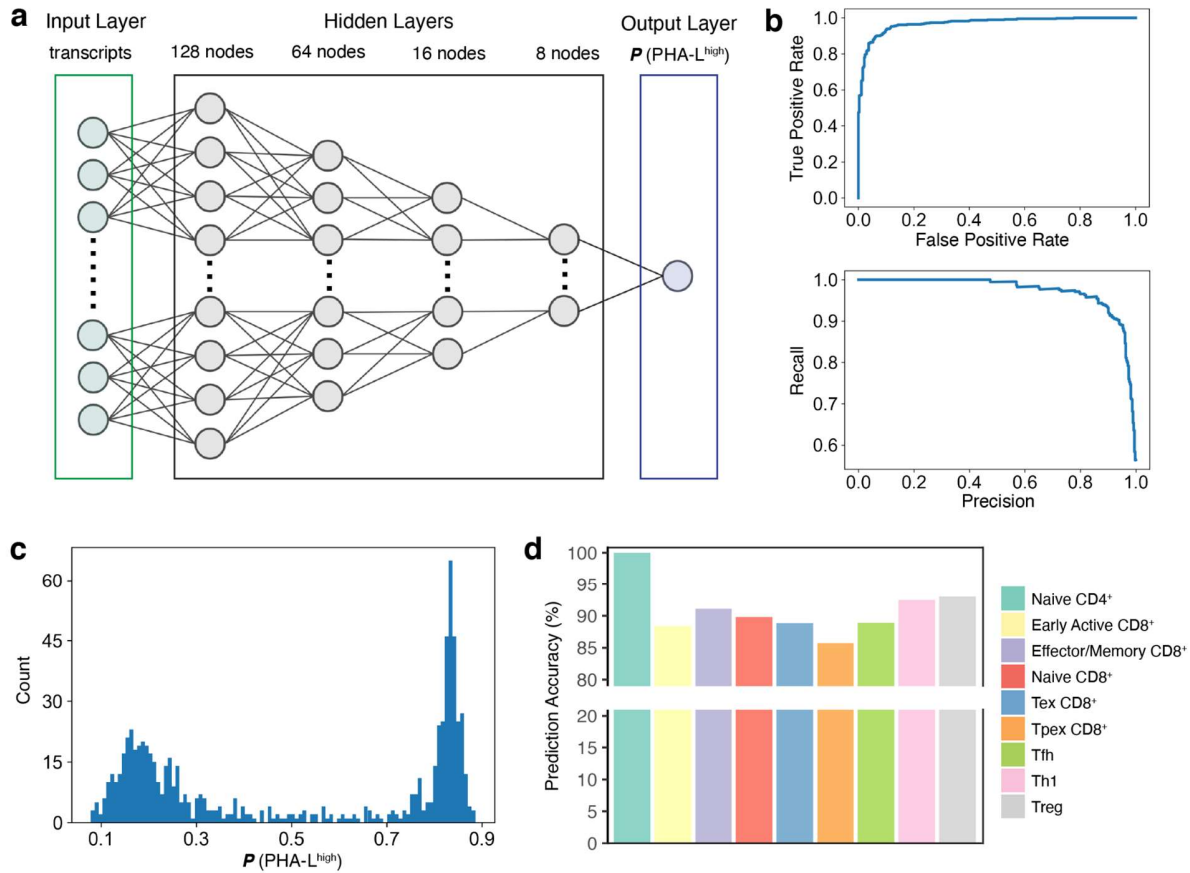 a
Input Layer
Hidden Layers
Output Layer
transcripts
128 nodes
64 nodes
16 nodes
8 nodes
P (PHA-Lhigh)
b
True Positive Rate
1.0
0.8
0.6
0.4
0.2
0.0
0.0 0.2 0.4 0.6 0.8 1.0
False Positive Rate
Recall
1.0
0.9
0.8
0.7
0.6
0.0 0.2 0.4 0.6 0.8 1.0
Precision
c
Count
60
45
30
15
0
0.1 0.3 0.5 0.7 0.9
P (PHA-Lhigh)
d
Prediction Accuracy (%)
100
95
90
85
80
20
15
10
5
0
Naive CD4+
Early Active CD8+
Effector/Memory CD8+
Naive CD8+
Tex CD8+
Tpex CD8+
Tfh
Th1
Treg